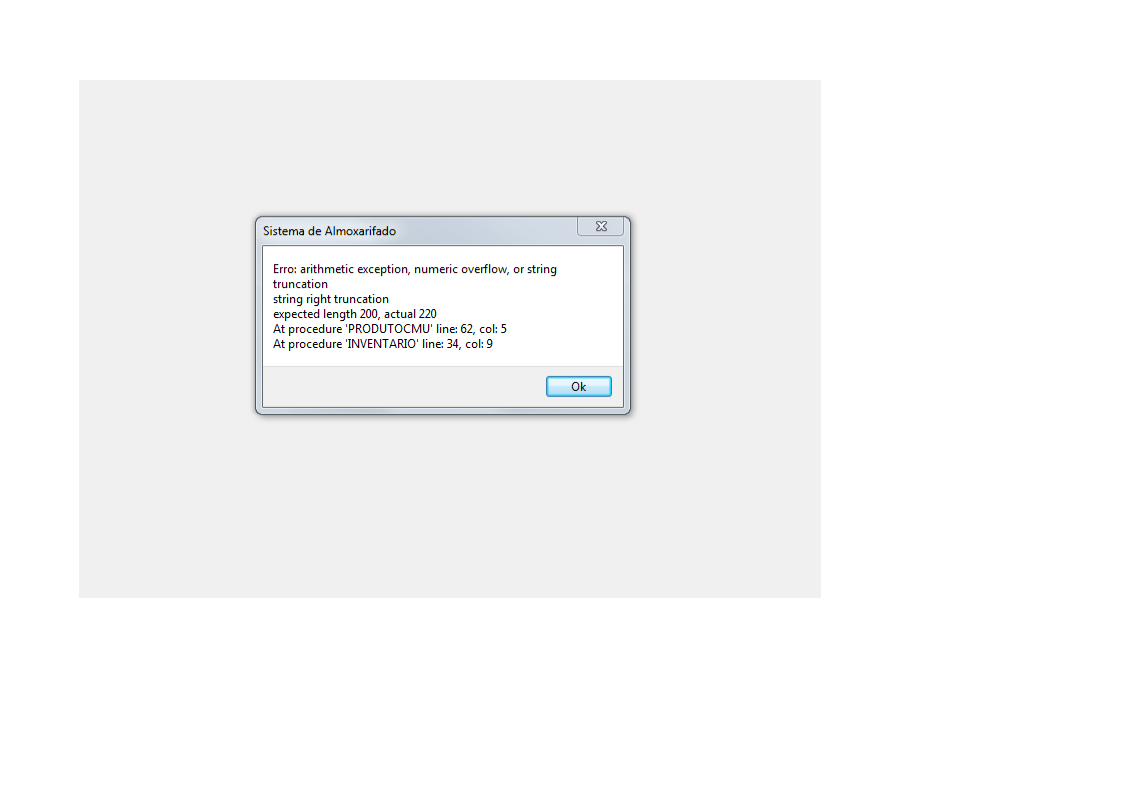 Sistema de Almoxarifado
Erro: arithmetic exception, numeric overflow, or string
truncation
string right truncation
expected length 200, actual 220
At procedure 'PRODUTOCMU' line: 62, col: 5
At procedure 'INVENTARIO' line: 34, col: 9
Ok